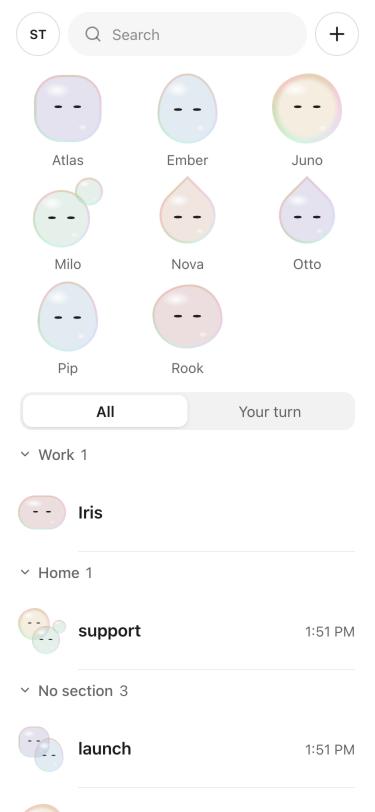 ST
Search
Atlas
Ember
Juno
Milo
Nova
Otto
Pip
Rook
All
Your turn
Work 1
Iris
Home 1
support
1:51 PM
No section 3
launch
1:51 PM